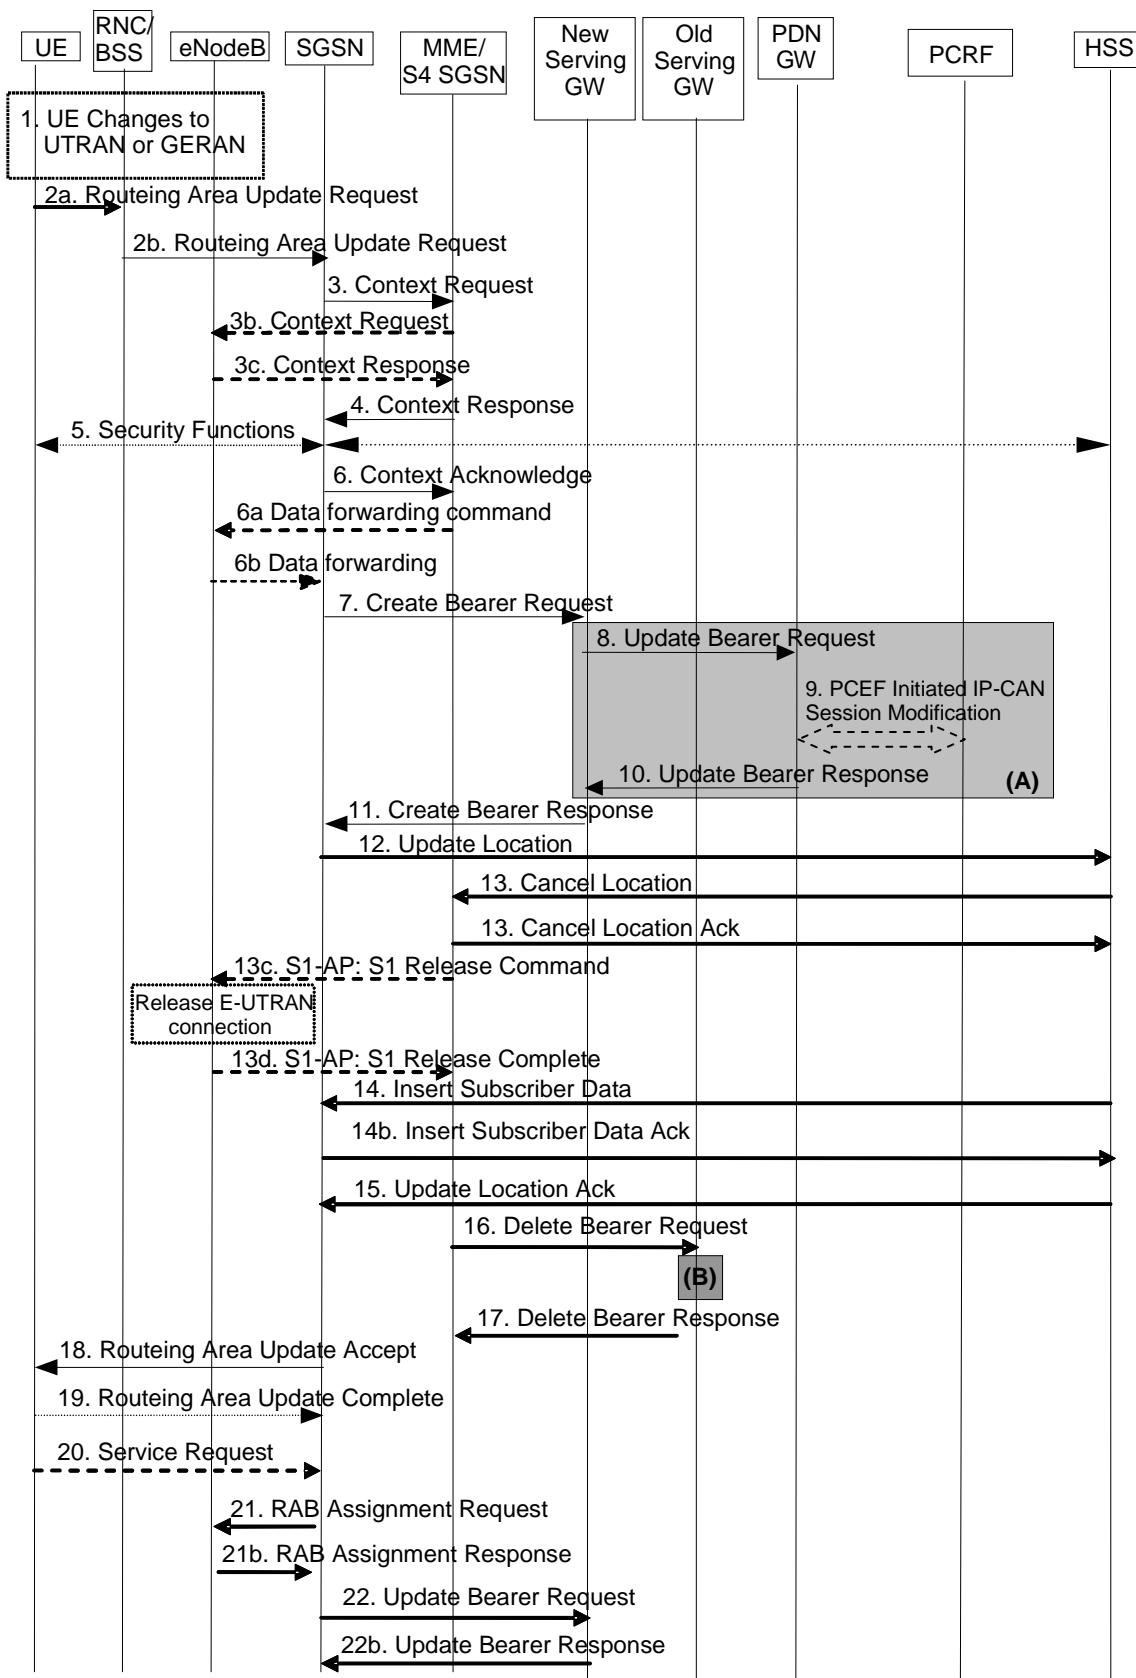 UE
RNC/
BSS
eNodeB
SGSN
MME/
S4 SGSN
New
Serving
GW
Old
Serving
GW
PDN
GW
PCRF
HSS
1. UE Changes to
UTRAN or GERAN
2a. Routeing Area Update Request
2b. Routeing Area Update Request
3. Context Request
3b. Context Request
3c. Context Response
4. Context Response
5. Security Functions
6. Context Acknowledge
6a Data forwarding command
6b Data forwarding
7. Create Bearer Request
8. Update Bearer Request
9. PCEF Initiated IP-CAN
Session Modification
10. Update Bearer Response
(A)
11. Create Bearer Response
12. Update Location
13. Cancel Location
13. Cancel Location Ack
13c. S1-AP: S1 Release Command
Release E-UTRAN
connection
13d. S1-AP: S1 Release Complete
14. Insert Subscriber Data
14b. Insert Subscriber Data Ack
15. Update Location Ack
16. Delete Bearer Request
(B)
17. Delete Bearer Response
18. Routeing Area Update Accept
19. Routeing Area Update Complete
20. Service Request
21. RAB Assignment Request
21b. RAB Assignment Response
22. Update Bearer Request
22b. Update Bearer Response